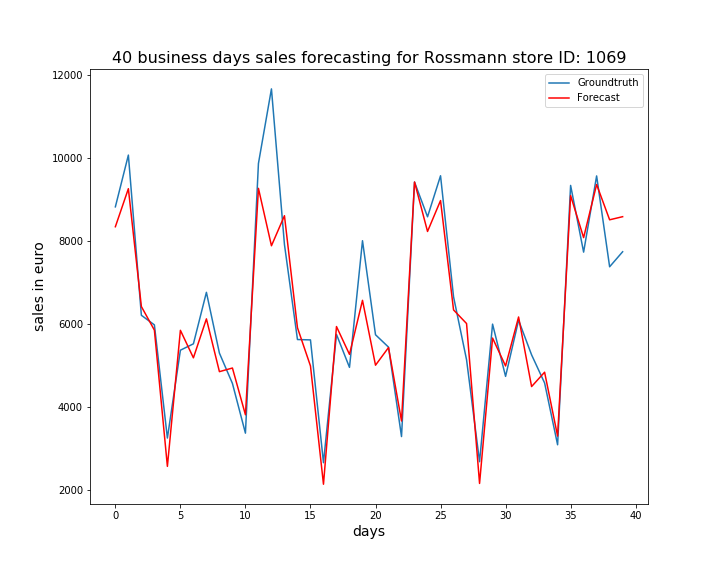 40 business days sales forecasting for Rossmann store ID: 1069
Groundtruth
Forecast
12000
10000
8000
6000
4000
2000
sales in euro
0 5 10 15 20 25 30 35 40
days